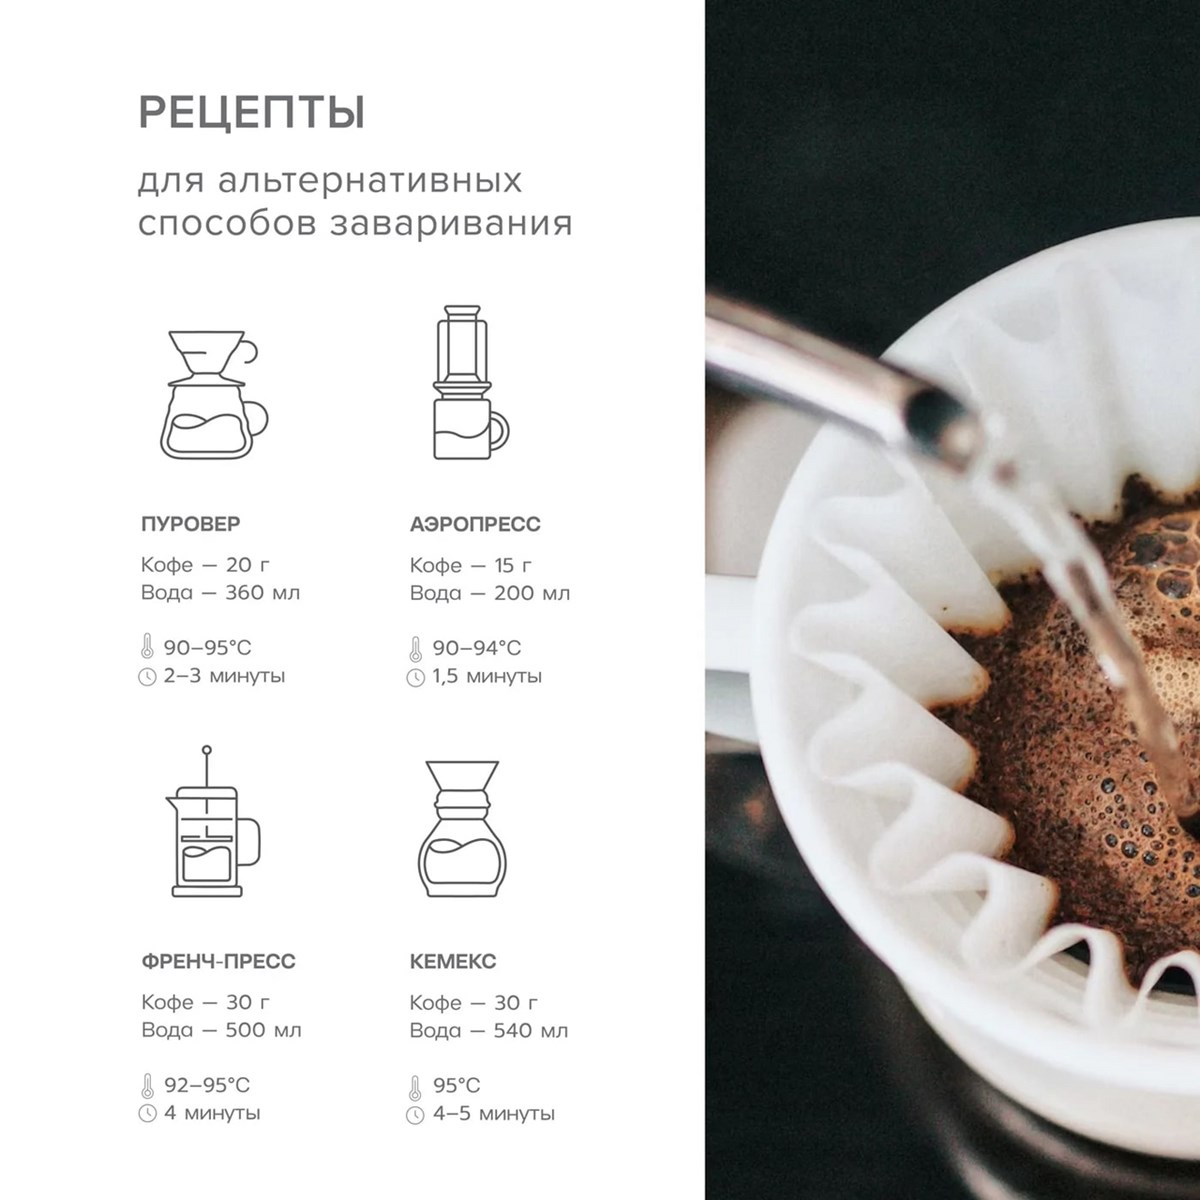 РЕЦЕПТЫ
для альтернативных
способов заваривания
ПУРОВЕР
Кофе — 20 г
Вода — 360 мл
90–95°C
2–3 минуты
АЭРОПРЕСС
Кофе — 15 г
Вода — 200 мл
90–94°C
1,5 минуты
ФРЕНЧ-ПРЕСС
Кофе — 30 г
Вода — 500 мл
92–95°C
4 минуты
КЕМЕКС
Кофе — 30 г
Вода — 540 мл
95°C
4–5 минуты